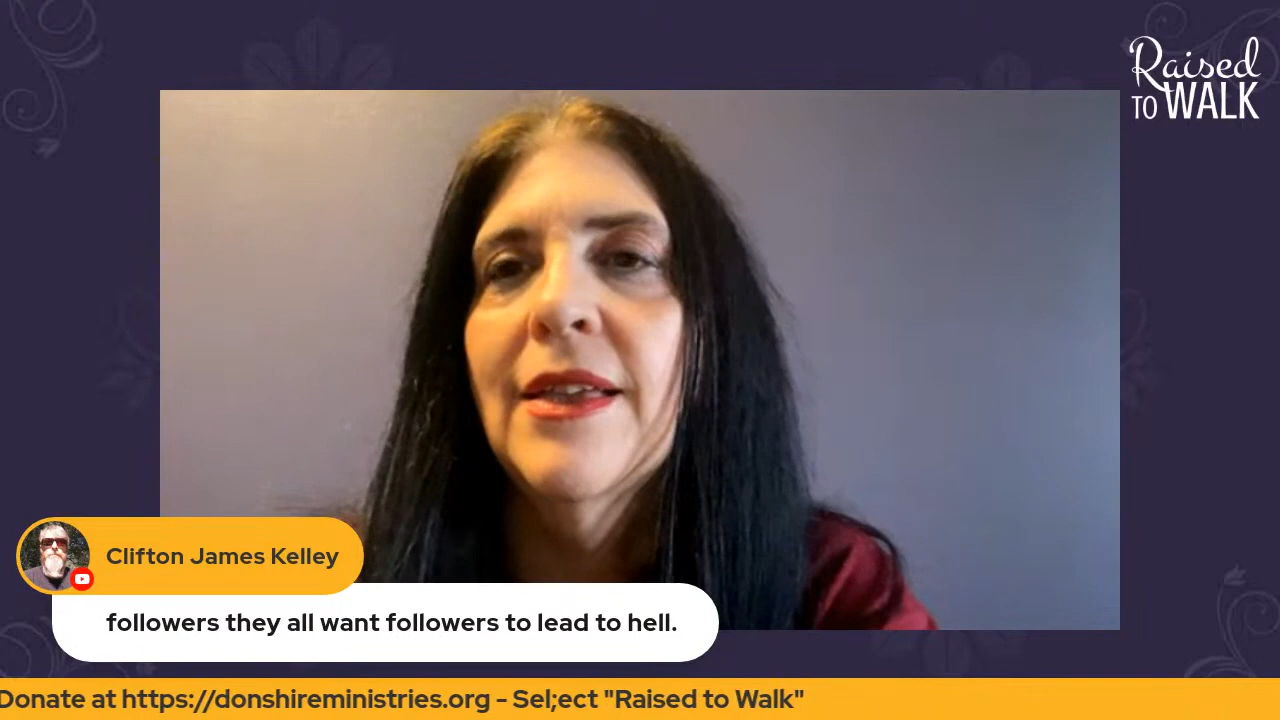 Raised
TO WALK
Clifton James Kelley
followers they all want followers to lead to hell.
Donate at https://donshireministries.org - Sel;ect "Raised to Walk"